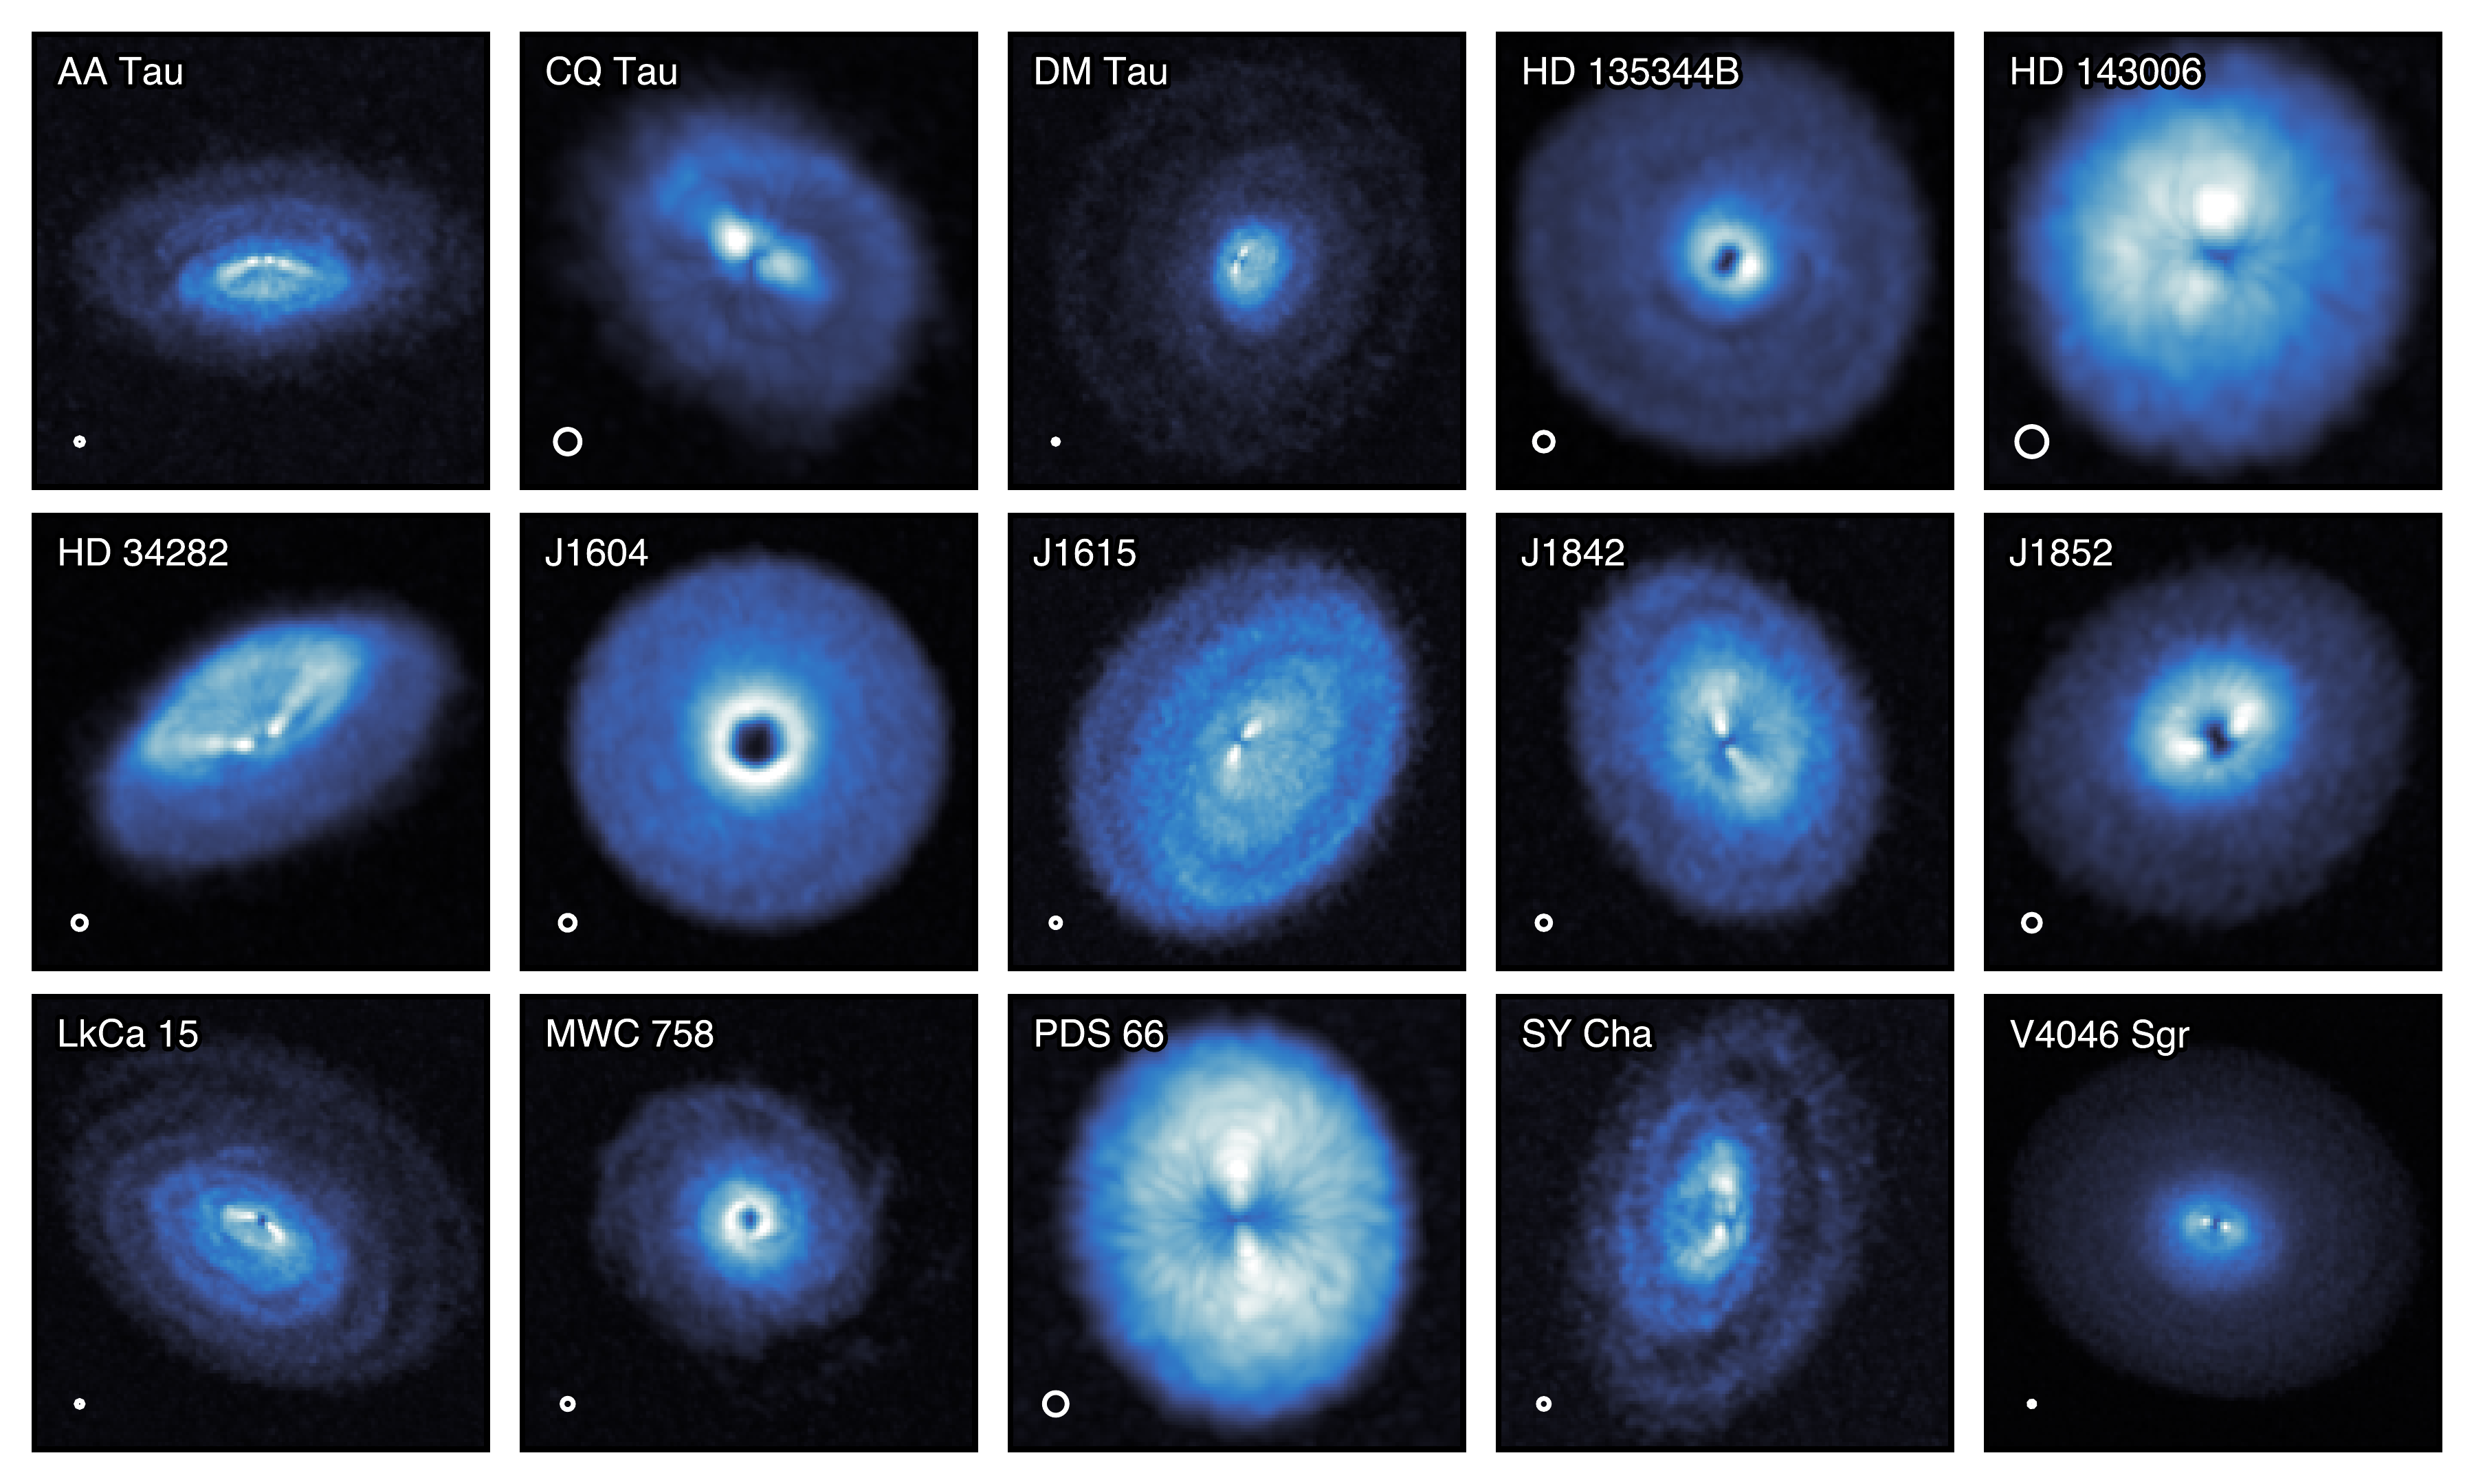 AA Tau
CQ Tau
DM Tau
HD 135344B
HD 143006
HD 34282
J1604
J1615
J1842
J1852
LkCa 15
MWC 758
PDS 66
SY Cha
V4046 Sgr